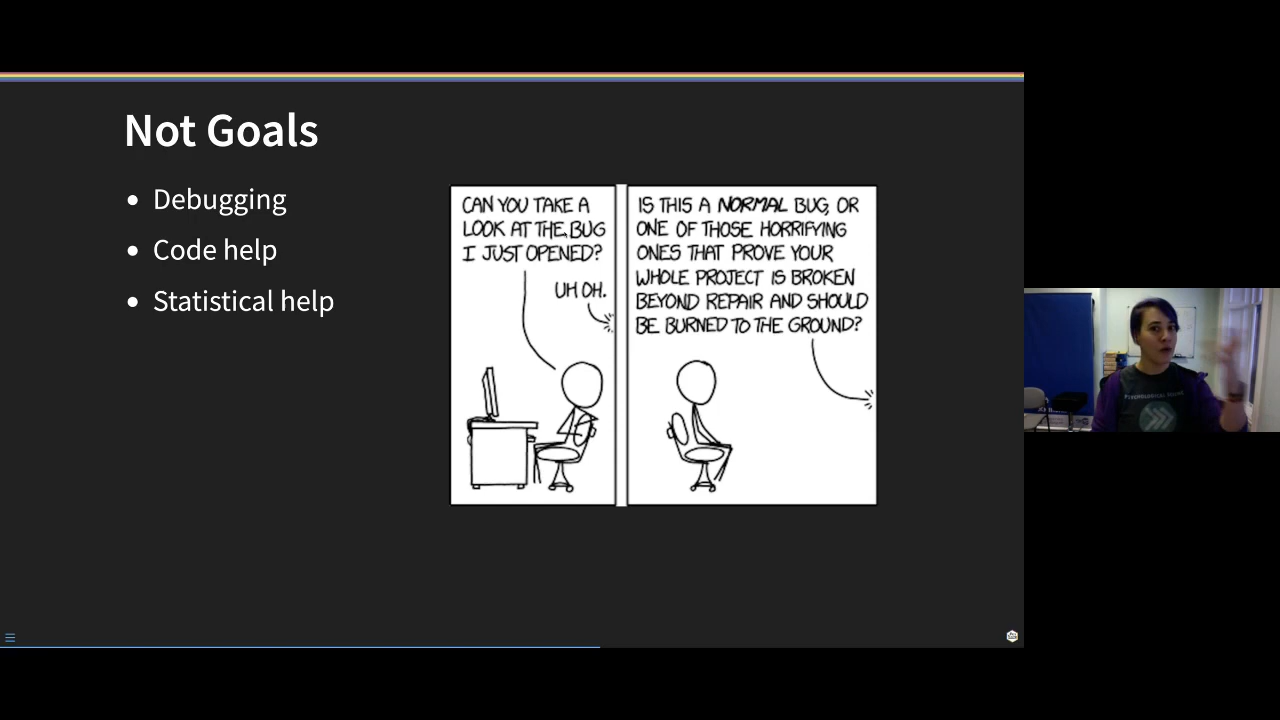 Not Goals
Debugging
Code help
Statistical help
CAN YOU TAKE A
LOOK AT THE BUG
I JUST OPENED?
UH OH.
IS THIS A NORMAL BUG, OR
ONE OF THOSE HORRIFYING
ONES THAT PROVE YOUR
WHOLE PROJECT IS BROKEN
BEYOND REPAIR AND SHOULD
BE BURNED TO THE GROUND?
PSYCHOLOGICAL